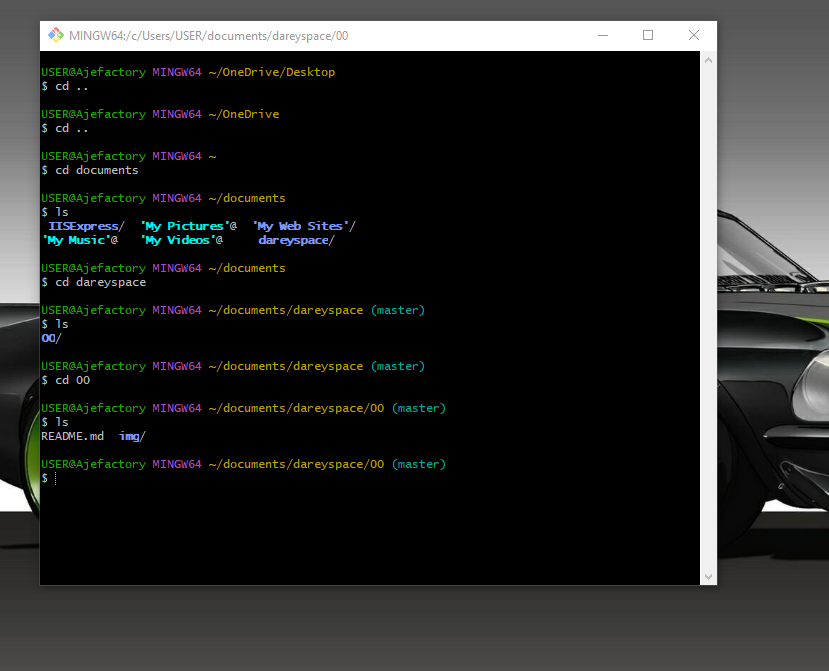 MINGW64:/c/Users/USER/documents/dareyspace/00
USER@Ajefactory MINGW64 ~/OneDrive/Desktop
$ cd ..
USER@Ajefactory MINGW64 ~/OneDrive
$ cd ..
USER@Ajefactory MINGW64 ~
$ cd documents
USER@Ajefactory MINGW64 ~/documents
$ ls
IISExpress/ 'My Pictures'@ 'My Web Sites'/
'My Music'@ 'My Videos'@ dareyspace/
USER@Ajefactory MINGW64 ~/documents
$ cd dareyspace
USER@Ajefactory MINGW64 ~/documents/dareyspace (master)
$ ls
00/
USER@Ajefactory MINGW64 ~/documents/dareyspace (master)
$ cd 00
USER@Ajefactory MINGW64 ~/documents/dareyspace/00 (master)
$ ls
README.md img/
USER@Ajefactory MINGW64 ~/documents/dareyspace/00 (master)
$